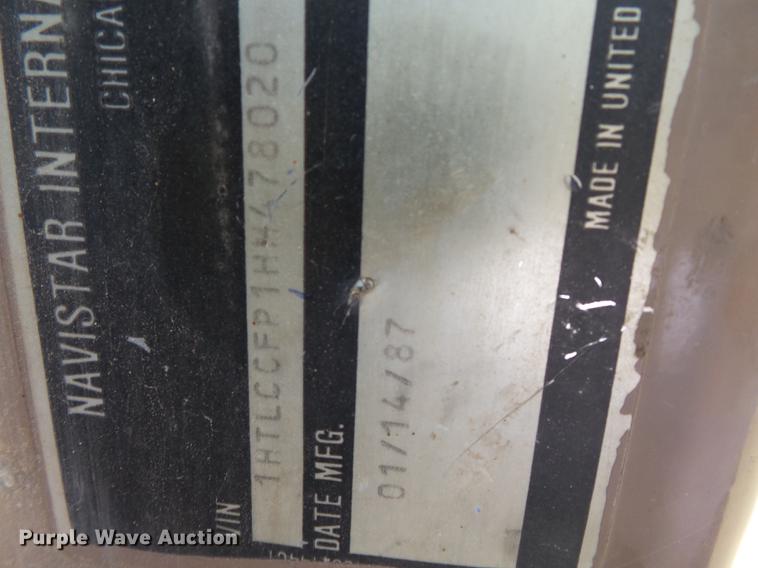 NAVISTAR INTERNA
CHICA
VIN 1HTLCCFP1HH478020
DATE MFG. 01/14/87
MADE IN UNITED
Purple Wave Auction